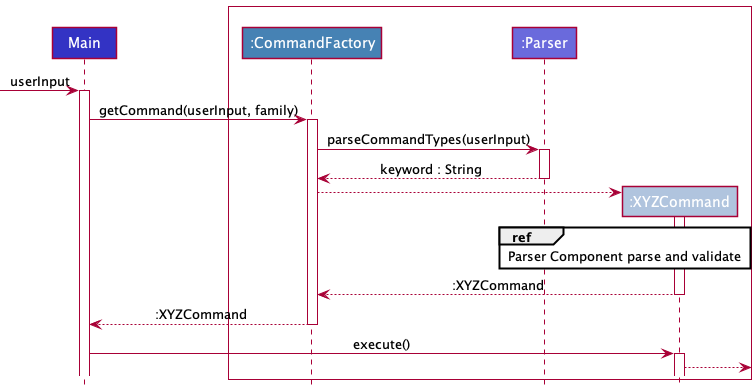 Main
:CommandFactory
:Parser
userInput
getCommand(userInput, family)
parseCommandTypes(userInput)
keyword : String
:XYZCommand
ref
Parser Component parse and validate
:XYZCommand
:XYZCommand
execute()